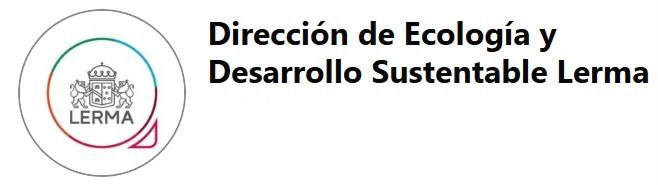 Dirección de Ecología y
Desarrollo Sustentable Lerma
LERMA